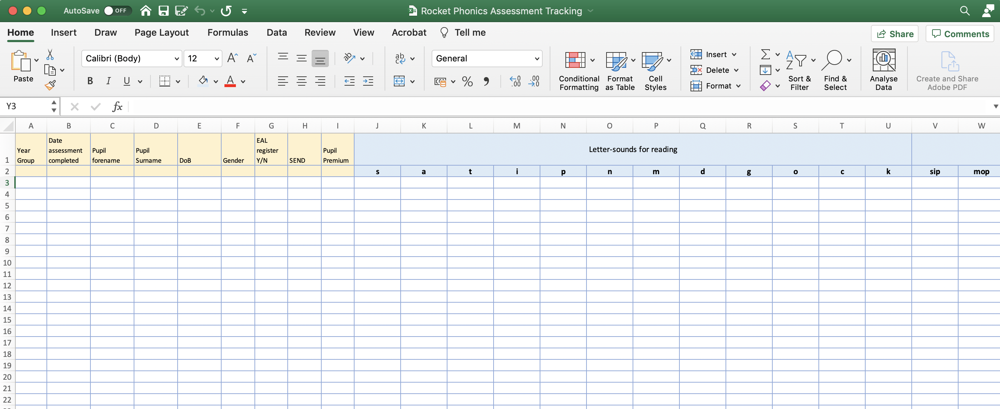 AutoSave OFF Rocket Phonics Assessment Tracking
Home Insert Draw Page Layout Formulas Data Review View Acrobat Tell me Share Comments
Paste
Calibri (Body) 12 General
Conditional Formatting
Format as Table
Cell Styles
Insert
Delete
Format
Sort & Filter
Find & Select
Analyse Data
Create and Share Adobe PDF
Y3 fx
A B C D E F G H I J K L M N O P Q R S T U V W
1 Year Group Date assessment completed Pupil forename Pupil Surname DoB Gender EAL register Y/N SEND Pupil Premium Letter-sounds for reading
2 s a t i p n m d g o c k sip mop
3
4
5
6
7
8
9
10
11
12
13
14
15
16
17
18
19
20
21
22